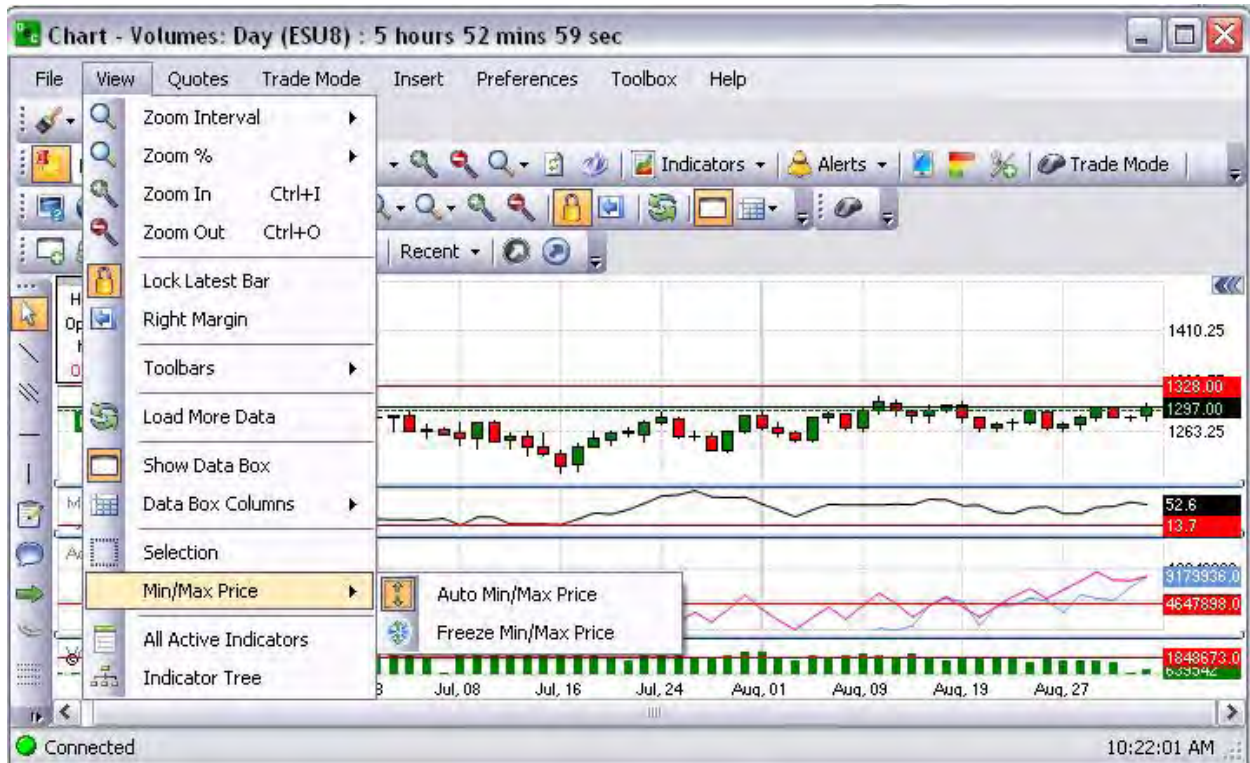 Chart - Volumes: Day (ESU8) : 5 hours 52 mins 59 sec
File View Quotes Trade Mode Insert Preferences Toolbox Help
Zoom Interval
Zoom %
Indicators Alerts Trade Mode
Zoom In Ctrl+I
Zoom Out Ctrl+O
Recent
Lock Latest Bar
Right Margin
1410.25
Toolbars
1328.00
1297.00
Load More Data
1263.25
Show Data Box
Data Box Columns
52.6
13.7
Selection
9179936.0
Min/Max Price
Auto Min/Max Price
4647898.0
Freeze Min/Max Price
All Active Indicators
1848673.0
639542
Indicator Tree
Jul, 08 Jul, 16 Jul, 24 Aug, 01 Aug, 09 Aug, 19 Aug, 27
Connected 10:22:01 AM